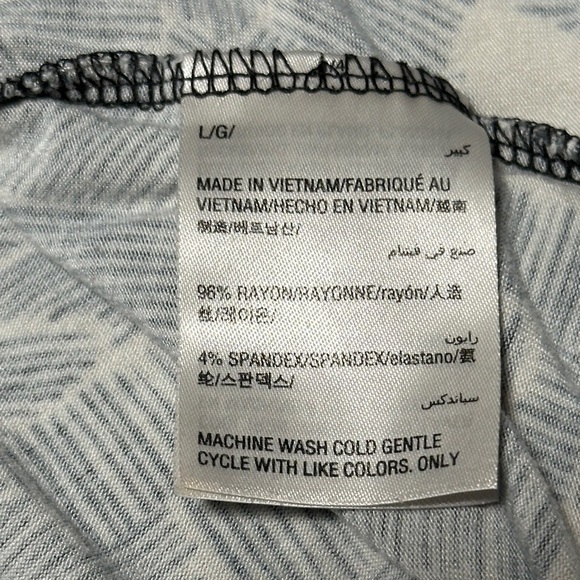 L/G/
كبير
MADE IN VIETNAM/FABRIQUÉ AU
VIETNAM/HECHO EN VIETNAM/越南
制造/베트남산/
صنع في فيتنام
96% RAYON/RAYONNE/rayón/人造
丝/레이온/
رايون
4% SPANDEX/SPANDEX/elastano/氨
纶/스판덱스/
سباندكس
MACHINE WASH COLD GENTLE
CYCLE WITH LIKE COLORS. ONLY